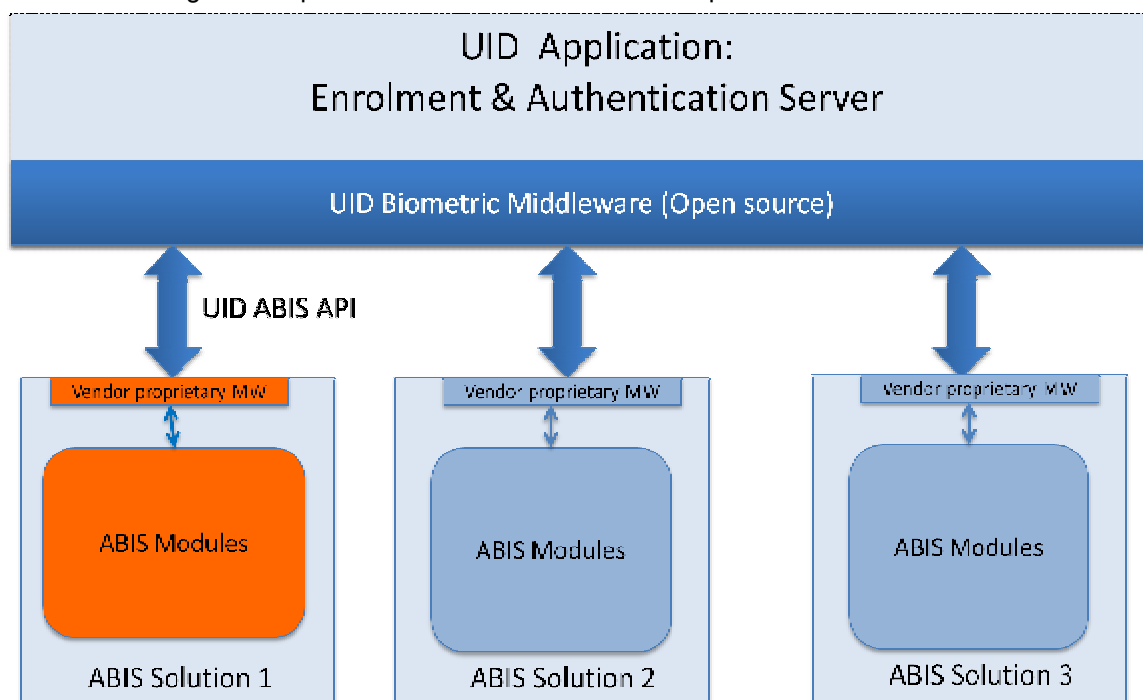 UID Application:
Enrolment & Authentication Server
UID Biometric Middleware (Open source)
UID ABIS API
Vendor proprietary MW
Vendor proprietary MW
Vendor proprietary MW
ABIS Modules
ABIS Modules
ABIS Modules
ABIS Solution 1
ABIS Solution 2
ABIS Solution 3